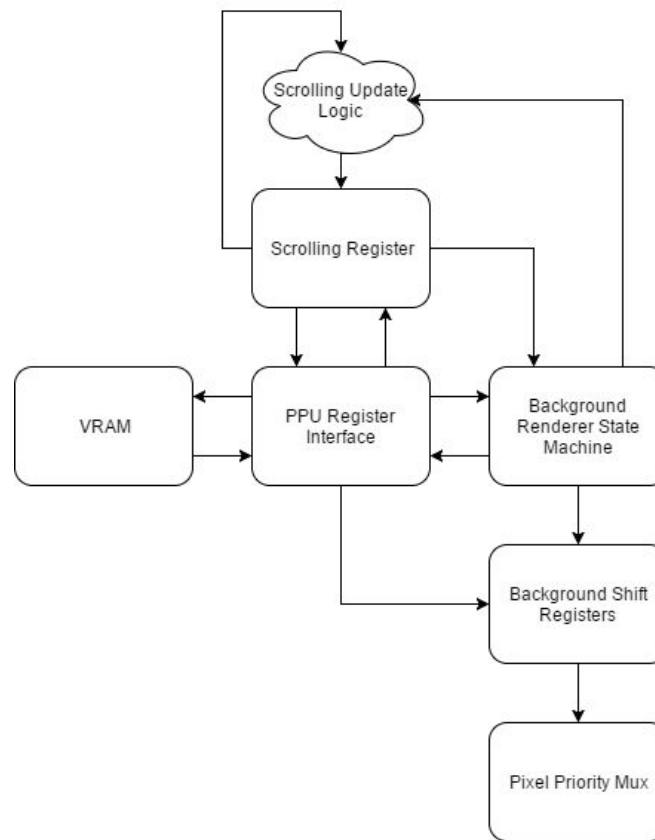 Scrolling Update
Logic
Scrolling Register
VRAM
PPU Register
Interface
Background
Renderer State
Machine
Background Shift
Registers
Pixel Priority Mux